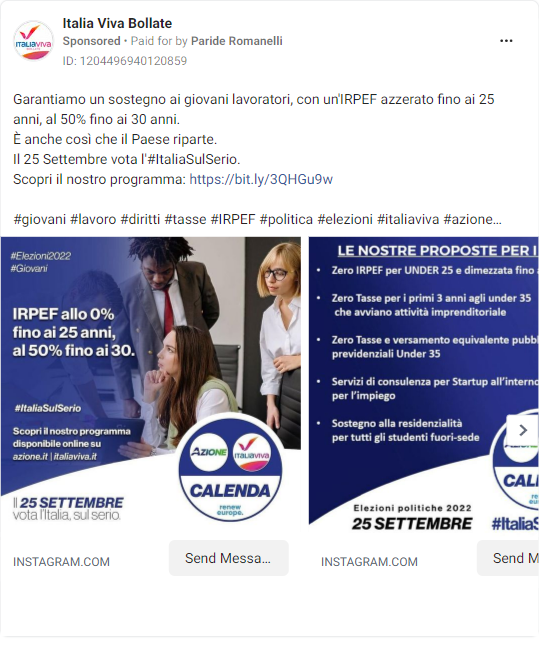 Italia Viva Bollate
Sponsored • Paid for by Paride Romanelli
ID: 1204496940120859
Garantiamo un sostegno ai giovani lavoratori, con un'IRPEF azzerato fino ai 25
anni, al 50% fino ai 30 anni.
È anche così che il Paese riparte.
Il 25 Settembre vota l'#ItaliaSulSerio.
Scopri il nostro programma: https://bit.ly/3QHGu9w
#giovani #lavoro #diritti #tasse #IRPEF #politica #elezioni #italiaviva #azione...
#Elezioni2022
#Giovani
IRPEF allo 0%
fino ai 25 anni,
al 50% fino ai 30.
#ItaliaSulSerio
Scopri il nostro programma
disponibile online su
azione.it | italiaviva.it
AZIONE
ITALIAVIVA
CALENDA
renew
europe.
Il 25 SETTEMBRE
vota l'Italia, sul serio.
INSTAGRAM.COM
Send Messa...
LE NOSTRE PROPOSTE PER I
• Zero IRPEF per UNDER 25 e dimezzata fino a
• Zero Tasse per i primi 3 anni agli under 35
che avviano attività imprenditoriale
• Zero Tasse e versamento equivalente pubb
previdenziali Under 35
• Servizi di consulenza per Startup all'interno
per l'impiego
• Sostegno alla residenzialità
per tutti gli studenti fuori-sede
CAL
Elezioni politiche 2022
25 SETTEMBRE
#ItaliaS
INSTAGRAM.COM
Send M